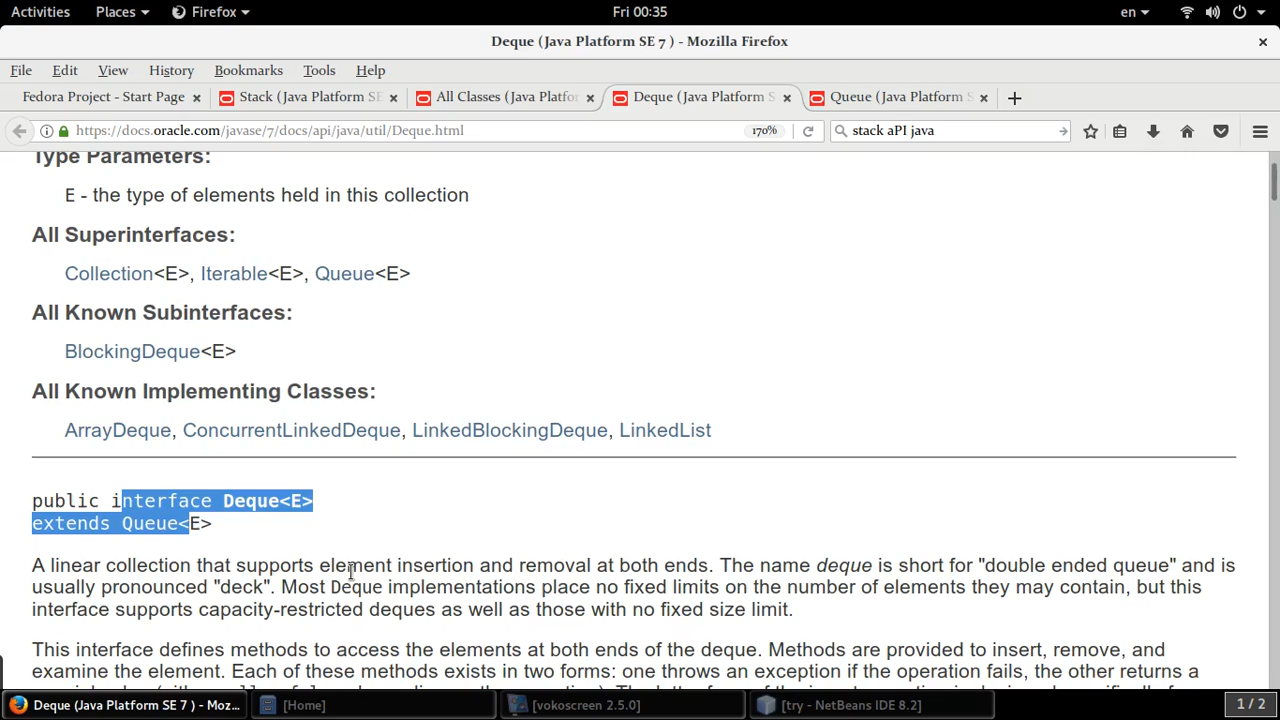 Activities Places Firefox Fri 00:35 en
Deque (Java Platform SE 7 ) - Mozilla Firefox
File Edit View History Bookmarks Tools Help
Fedora Project - Start Page Stack (Java Platform SE All Classes (Java Platfor Deque (Java Platform S Queue (Java Platform S
https://docs.oracle.com/javase/7/docs/api/java/util/Deque.html 170% stack aPI java
Type Parameters:
E - the type of elements held in this collection
All Superinterfaces:
Collection<E>, Iterable<E>, Queue<E>
All Known Subinterfaces:
BlockingDeque<E>
All Known Implementing Classes:
ArrayDeque, ConcurrentLinkedDeque, LinkedBlockingDeque, LinkedList
public interface Deque<E>
extends Queue<E>
A linear collection that supports element insertion and removal at both ends. The name deque is short for "double ended queue" and is
usually pronounced "deck". Most Deque implementations place no fixed limits on the number of elements they may contain, but this
interface supports capacity-restricted deques as well as those with no fixed size limit.
This interface defines methods to access the elements at both ends of the deque. Methods are provided to insert, remove, and
examine the element. Each of these methods exists in two forms: one throws an exception if the operation fails, the other returns a
Deque (Java Platform SE 7 ) - Moz... [Home] [vokoscreen 2.5.0] [try - NetBeans IDE 8.2] 1 / 2